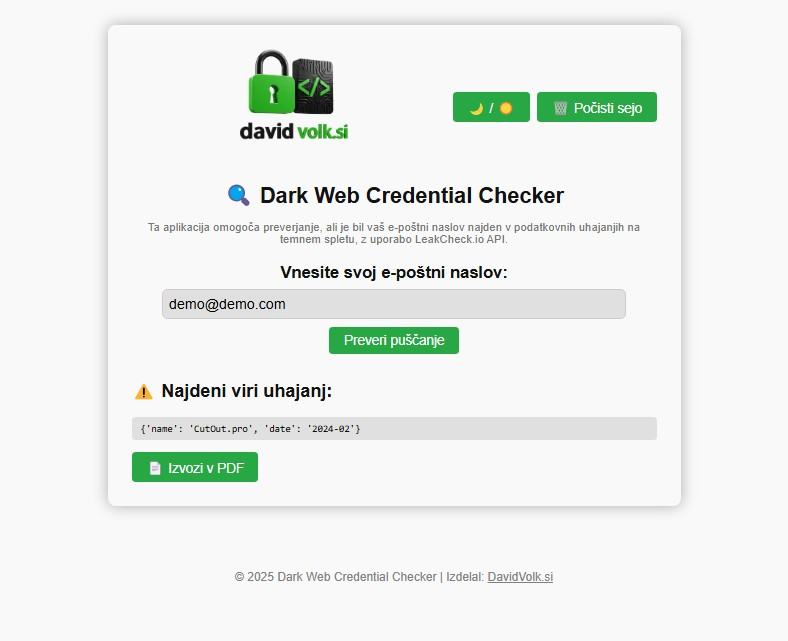 davidvolk.si
🌙 / ☀️
🗑️ Počisti sejo
🔍 Dark Web Credential Checker
Ta aplikacija omogoča preverjanje, ali je bil vaš e-poštni naslov najden v podatkovnih uhajanjih na
temnem spletu, z uporabo LeakCheck.io API.
Vnesite svoj e-poštni naslov:
demo@demo.com
Preveri puščanje
⚠️ Najdeni viri uhajanj:
{'name': 'CutOut.pro', 'date': '2024-02'}
📄 Izvozi v PDF
© 2025 Dark Web Credential Checker | Izdelal: DavidVolk.si